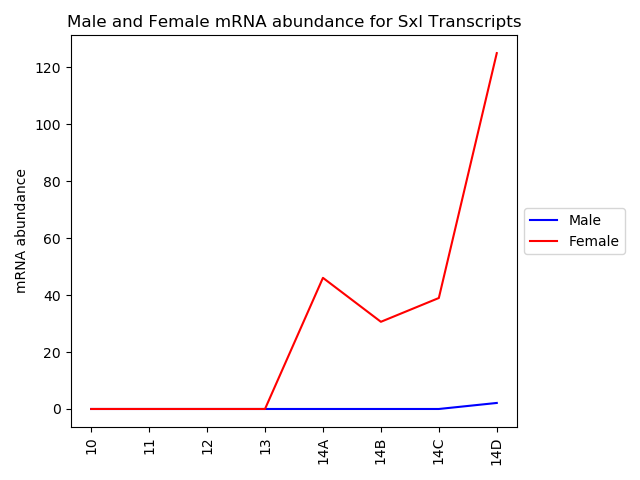 Male and Female mRNA abundance for Sxl Transcripts
120
100
80
60
40
20
0
mRNA abundance
10
11
12
13
14A
14B
14C
14D
Male
Female